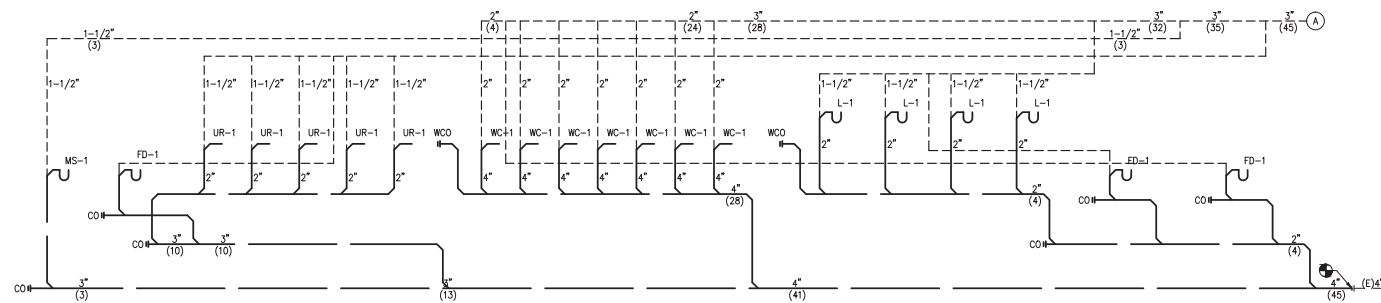 2" 2" 3" 3" 3" 3" A
(4) (24) (28) (32) (35) (45)
1-1/2" 1-1/2"
(3) (3)
1-1/2" 1-1/2" 1-1/2" 1-1/2" 1-1/2" 1-1/2" 2" 2" 2" 2" 2" 2" 2" 1-1/2" 1-1/2" 1-1/2" 1-1/2"
L-1 L-1 L-1 L-1
UR-1 UR-1 UR-1 UR-1 UR-1 WCO WC-1 WC-1 WC-1 WC-1 WC-1 WC-1 WC-1 WCO
2" 2" 2" 2"
MS-1 FD-1 FD-1 FD-1
2" 2" 2" 2" 2" 4" 4" 4" 4" 4" 4" 4"
4" 2"
(28) (4)
CO CO CO
CO 3" 3" CO 2"
(10) (10) (4)
CO 3" 3" 4" 4" (E)4"
(3) (13) (41) (45)